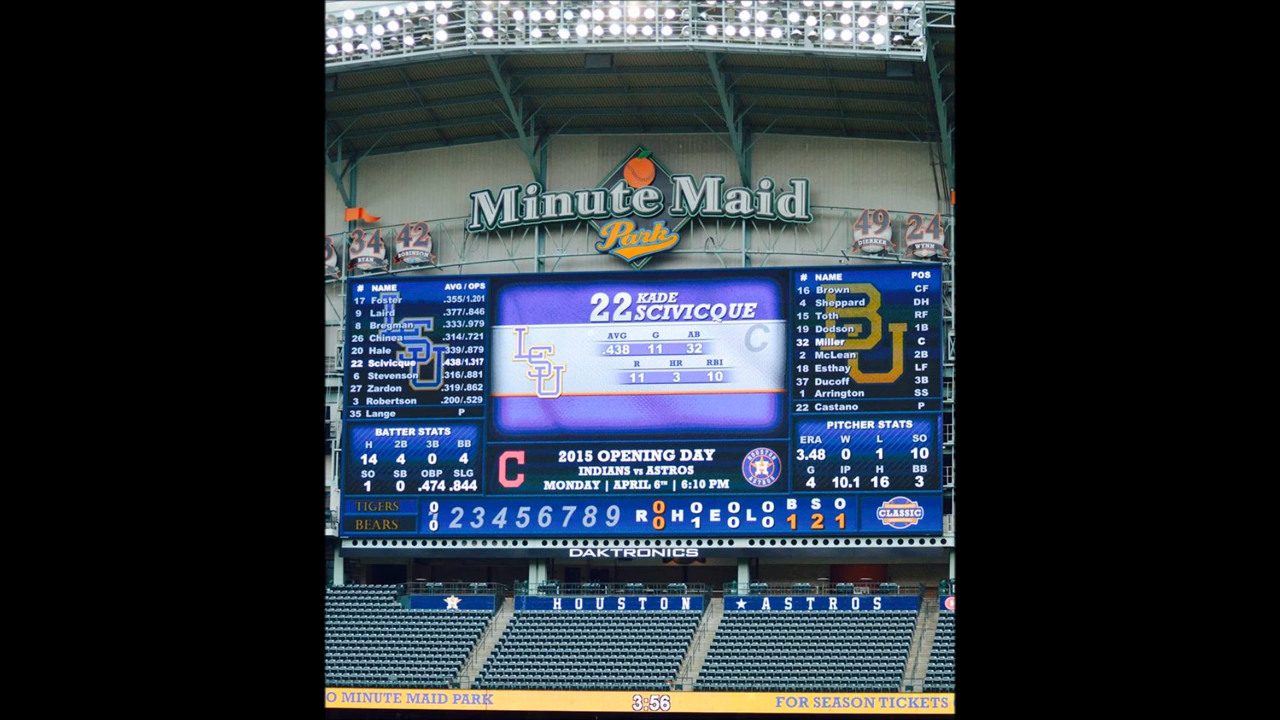 Minute Maid
Park
34
RYAN
42
ROBINSON
49
DIERKER
24
WYNN
# NAME AVG / OPS
17 Foster .355/1.201
9 Laird .377/.846
8 Bregman .333/.979
26 Chinea .314/.721
20 Hale .339/.879
22 Scivicque .438/1.317
6 Stevenson .316/.881
27 Zardon .319/.862
3 Robertson .200/.529
35 Lange P
LSU
BATTER STATS
H 2B 3B BB
14 4 0 4
SO SB OBP SLG
1 0 .474 .844
22 KADE
SCIVICQUE
C
LSU
AVG G AB
.438 11 32
R HR RBI
11 3 10
C
2015 OPENING DAY
INDIANS vs ASTROS
MONDAY | APRIL 6TH | 6:10 PM
HOUSTON
H
ASTROS
# NAME POS
16 Brown CF
4 Sheppard DH
15 Toth RF
19 Dodson 1B
32 Miller C
2 McLean 2B
18 Esthay LF
37 Ducoff 3B
1 Arrington SS
22 Castano P
BU
PITCHER STATS
ERA W L SO
3.48 0 1 10
G IP H BB
4 10.1 16 3
TIGERS
BEARS
0
0
2 3 4 5 6 7 8 9
R 0 0 H 0 1 E 0 0 L 0 0
B S O
1 2 1
CLASSIC
DAKTRONICS
HOUSTON ASTROS
O MINUTE MAID PARK 3:56 FOR SEASON TICKETS